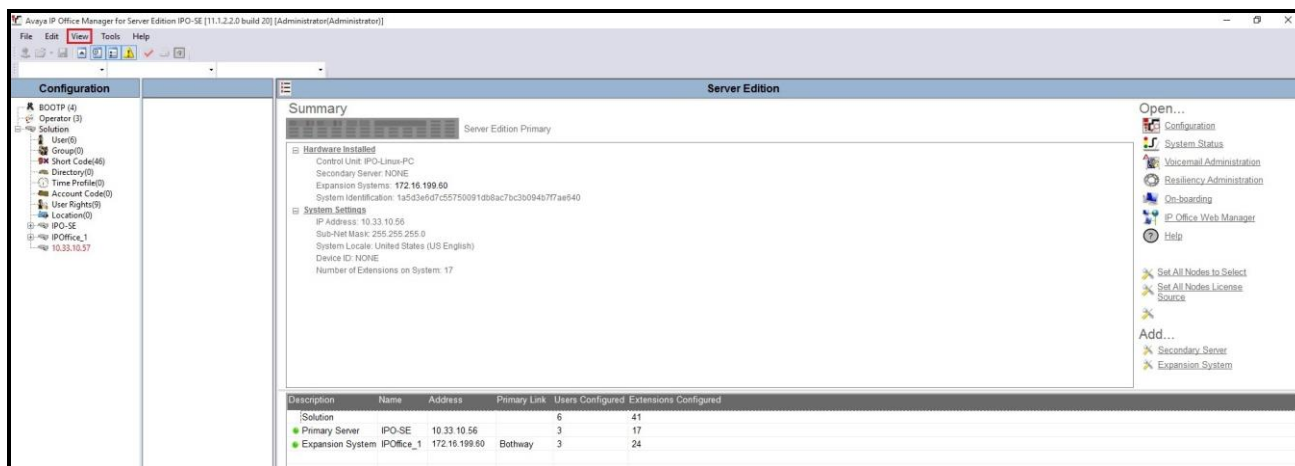 Avaya IP Office Manager for Server Edition IPO-SE [11.1.2.2.0 build 20] [Administrator(Administrator)]
File Edit View Tools Help
Configuration
BOOTP (4)
Operator (3)
Solution
User(6)
Group(0)
Short Code(46)
Directory(0)
Time Profile(0)
Account Code(0)
User Rights(9)
Location(0)
IPO-SE
IPOffice_1
10.33.10.57
Server Edition
Summary
Server Edition Primary
Hardware Installed
Control Unit: IPO-Linux-PC
Secondary Server: NONE
Expansion Systems: 172.16.199.60
System Identification: 1a5d3e6d7c55750091db8ac7bc3b094b7f7ae640
System Settings
IP Address: 10.33.10.56
Sub-Net Mask: 255.255.255.0
System Locale: United States (US English)
Device ID: NONE
Number of Extensions on System: 17
Open...
Configuration
System Status
Voicemail Administration
Resiliency Administration
On-boarding
IP Office Web Manager
Help
Set All Nodes to Select
Set All Nodes License
Source
Add...
Secondary Server
Expansion System
Description Name Address Primary Link Users Configured Extensions Configured
Solution 6 41
Primary Server IPO-SE 10.33.10.56 3 17
Expansion System IPOffice_1 172.16.199.60 Bothway 3 24